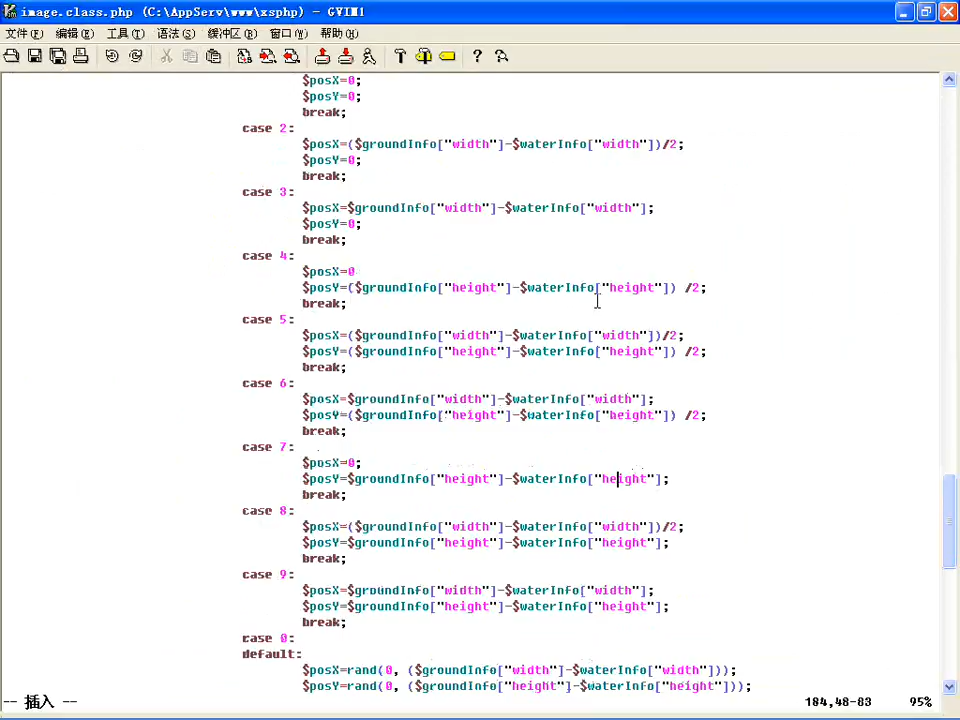 image.class.php (C:\AppServ\www\xsphp) - GVIM1
文件(F) 编辑(E) 工具(T) 语法(S) 缓冲区(B) 窗口(W) 帮助(H)
$posX=0;
$posY=0;
break;
case 2:
$posX=($groundInfo["width"]-$waterInfo["width"])/2;
$posY=0;
break;
case 3:
$posX=$groundInfo["width"]-$waterInfo["width"];
$posY=0;
break;
case 4:
$posX=0
$posY=($groundInfo["height"]-$waterInfo["height"]) /2;
break;
case 5:
$posX=($groundInfo["width"]-$waterInfo["width"])/2;
$posY=($groundInfo["height"]-$waterInfo["height"]) /2;
break;
case 6:
$posX=$groundInfo["width"]-$waterInfo["width"];
$posY=($groundInfo["height"]-$waterInfo["height"]) /2;
break;
case 7:
$posX=0;
$posY=$groundInfo["height"]-$waterInfo["height"];
break;
case 8:
$posX=($groundInfo["width"]-$waterInfo["width"])/2;
$posY=$groundInfo["height"]-$waterInfo["height"];
break;
case 9:
$posX=$groundInfo["width"]-$waterInfo["width"];
$posY=$groundInfo["height"]-$waterInfo["height"];
break;
case 0:
default:
$posX=rand(0, ($groundInfo["width"]-$waterInfo["width"]));
$posY=rand(0, ($groundInfo["height"]-$waterInfo["height"]));
-- 插入 -- 184,48-83 95%